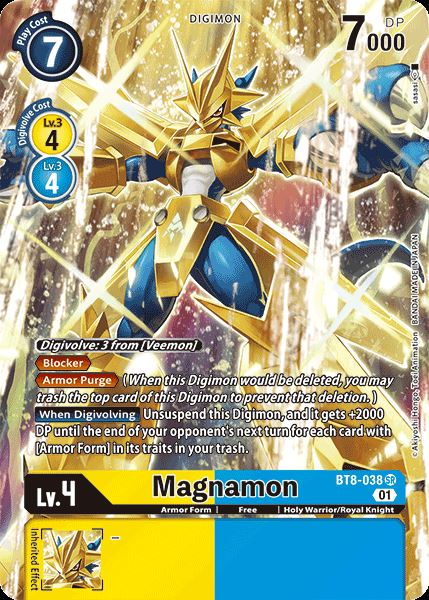 DIGIMON
Play Cost
7
7000
DP
sasasi
Digivolve Cost
Lv.3
4
Lv.3
4
© Akiyoshi Hongo, Toei Animation
BANDAI MADE IN JAPAN
Digivolve: 3 from [Veemon]
Blocker
Armor Purge (When this Digimon would be deleted, you may
trash the top card of this Digimon to prevent that deletion.)
When Digivolving Unsuspend this Digimon, and it gets +2000
DP until the end of your opponent's next turn for each card with
[Armor Form] in its traits in your trash.
Lv.4
Magnamon
BT8-038 SR
01
Armor Form | Free | Holy Warrior/Royal Knight
Inherited Effect
-